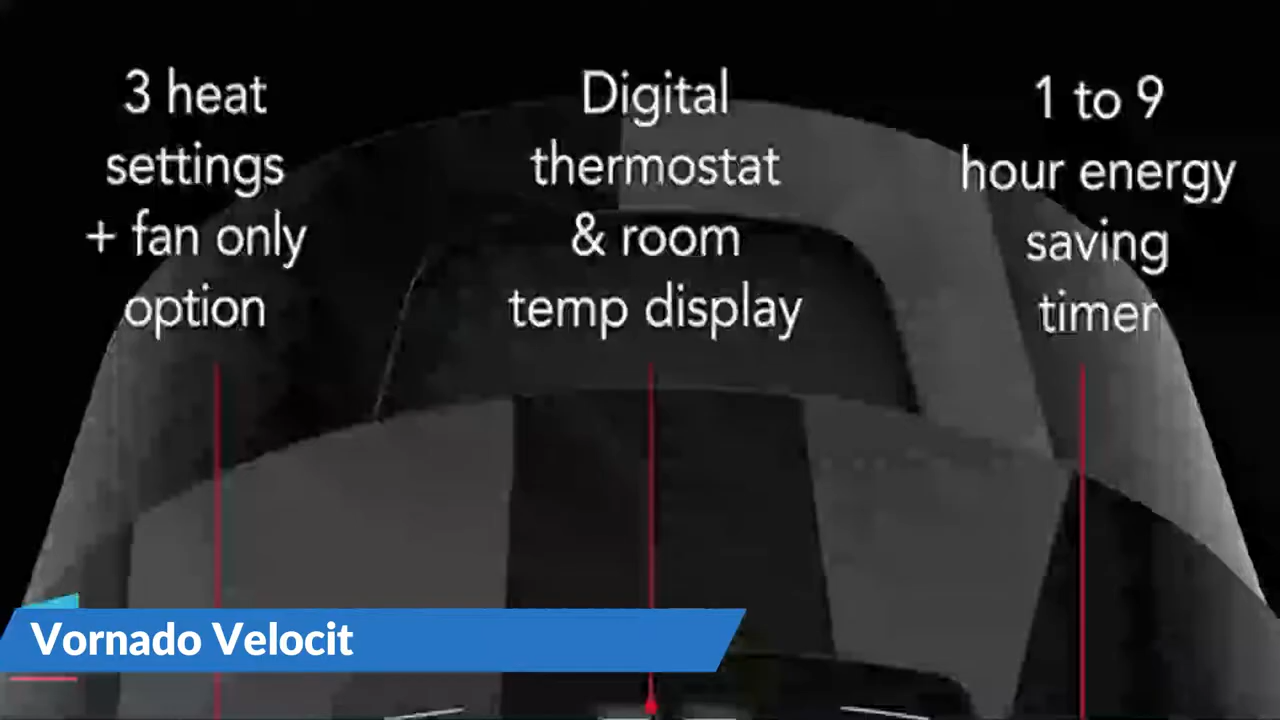 3 heat
settings
+ fan only
option
Digital
thermostat
& room
temp display
1 to 9
hour energy
saving
timer
Vornado Velocit